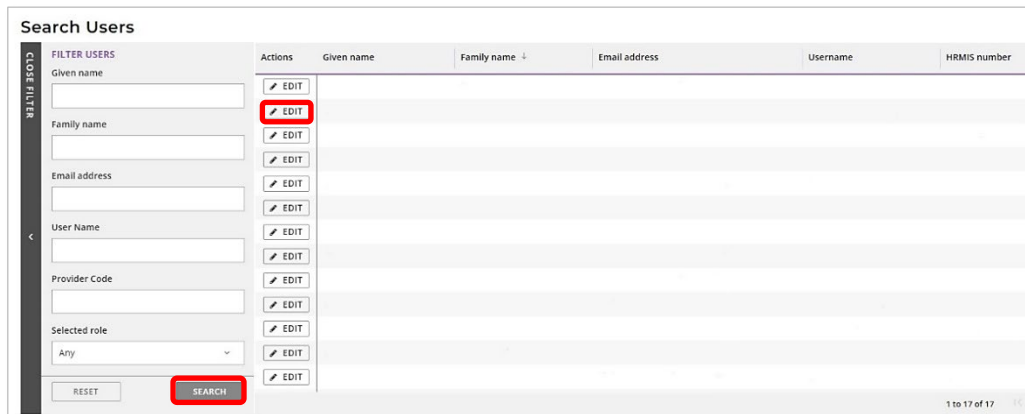 Search Users
CLOSE FILTER
FILTER USERS
Given name
Family name
Email address
User Name
Provider Code
Selected role
Any
RESET
SEARCH
Actions Given name Family name ↓ Email address Username HRMIS number
EDIT
EDIT
EDIT
EDIT
EDIT
EDIT
EDIT
EDIT
EDIT
EDIT
EDIT
EDIT
EDIT
1 to 17 of 17